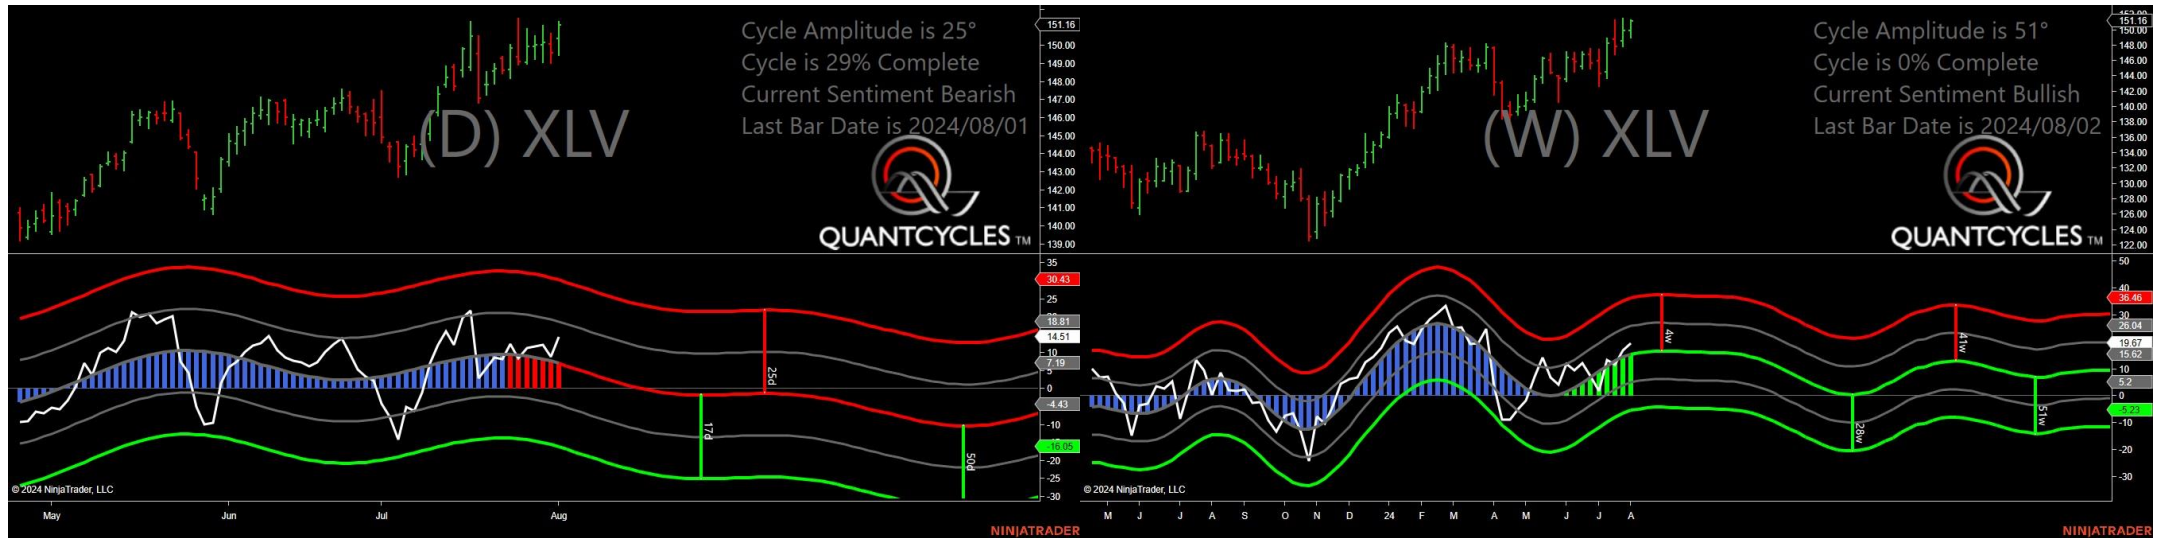 Cycle Amplitude is 25°
Cycle is 29% Complete
Current Sentiment Bearish
Last Bar Date is 2024/08/01
(D) XLV
QUANTCYCLES TM
151.16
150.00
149.00
148.00
147.00
146.00
145.00
144.00
143.00
142.00
141.00
140.00
139.00
35
30.43
25
18.81
14.51
10
7.19
5
0
-4.43
-10
-16.05
-20
-25
-30
25d
17d
50d
© 2024 NinjaTrader, LLC
May Jun Jul Aug
NINJATRADER
Cycle Amplitude is 51°
Cycle is 0% Complete
Current Sentiment Bullish
Last Bar Date is 2024/08/02
(W) XLV
QUANTCYCLES TM
152.00
151.16
150.00
148.00
146.00
144.00
142.00
140.00
138.00
136.00
134.00
132.00
130.00
128.00
126.00
124.00
122.00
50
40
36.46
30
26.04
19.67
15.62
10
5.2
0
-5.23
-10
-20
-30
4w
41w
28w
51w
© 2024 NinjaTrader, LLC
M J J A S O N D 24 F M A M J J A
NINJATRADER